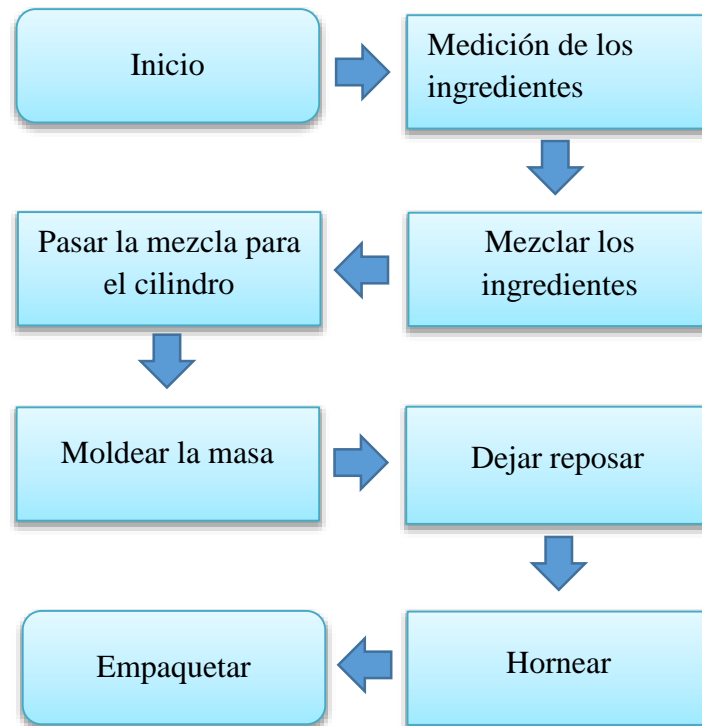 Inicio
Medición de los
ingredientes
Mezclar los
ingredientes
Pasar la mezcla para
el cilindro
Moldear la masa
Dejar reposar
Hornear
Empaquetar